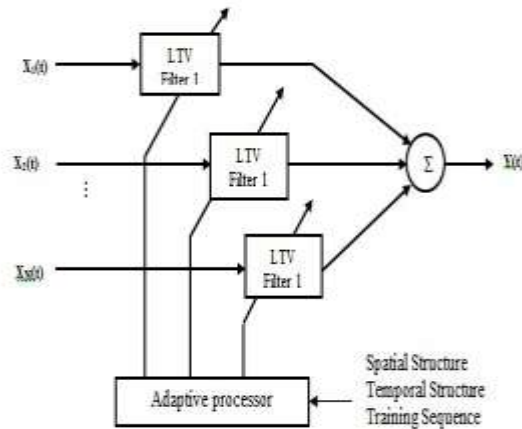 X₁(t)
LTV
Filter 1
X₂(t)
⋮
LTV
Filter 1
X_M(t)
LTV
Filter 1
Σ
X(t)
Adaptive processor
Spatial Structure
Temporal Structure
Training Sequence